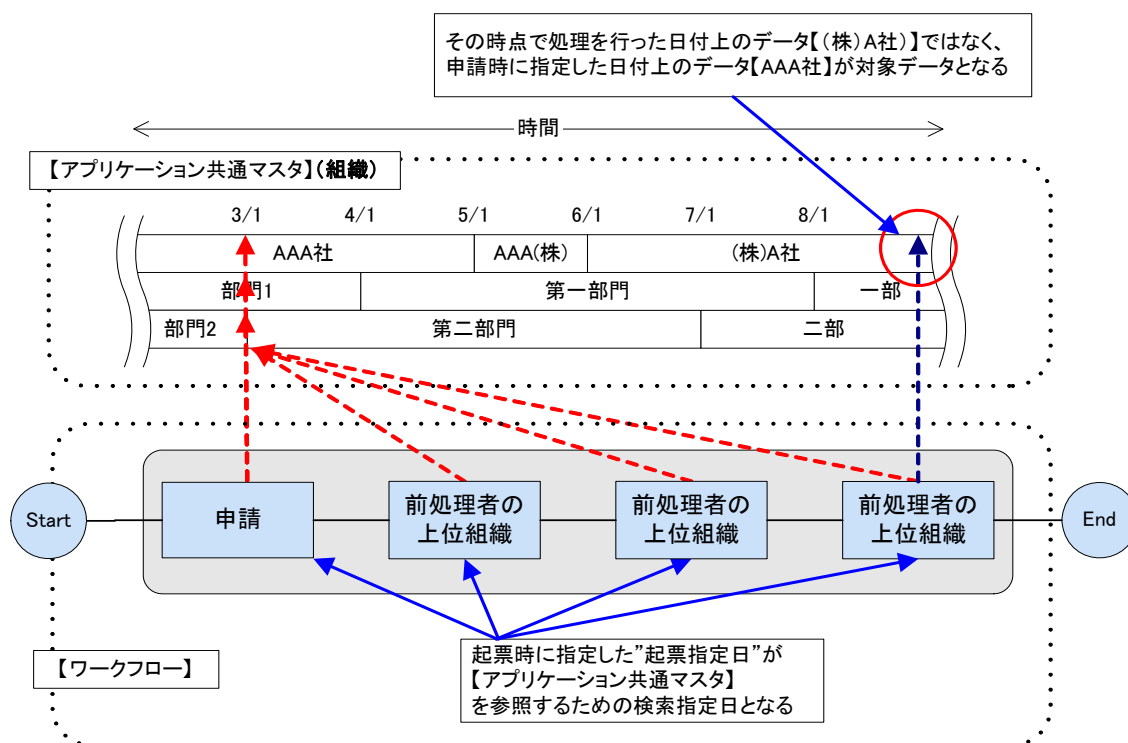 その時点で処理を行った日付上のデータ【(株)A社)】ではなく、
申請時に指定した日付上のデータ【AAA社】が対象データとなる
時間
【アプリケーション共通マスタ】(組織)
3/1 4/1 5/1 6/1 7/1 8/1
AAA社 AAA(株) (株)A社
部門1 第一部門 一部
部門2 第二部門 二部
Start
申請
前処理者の
上位組織
前処理者の
上位組織
前処理者の
上位組織
End
【ワークフロー】
起票時に指定した”起票指定日”が
【アプリケーション共通マスタ】
を参照するための検索指定日となる